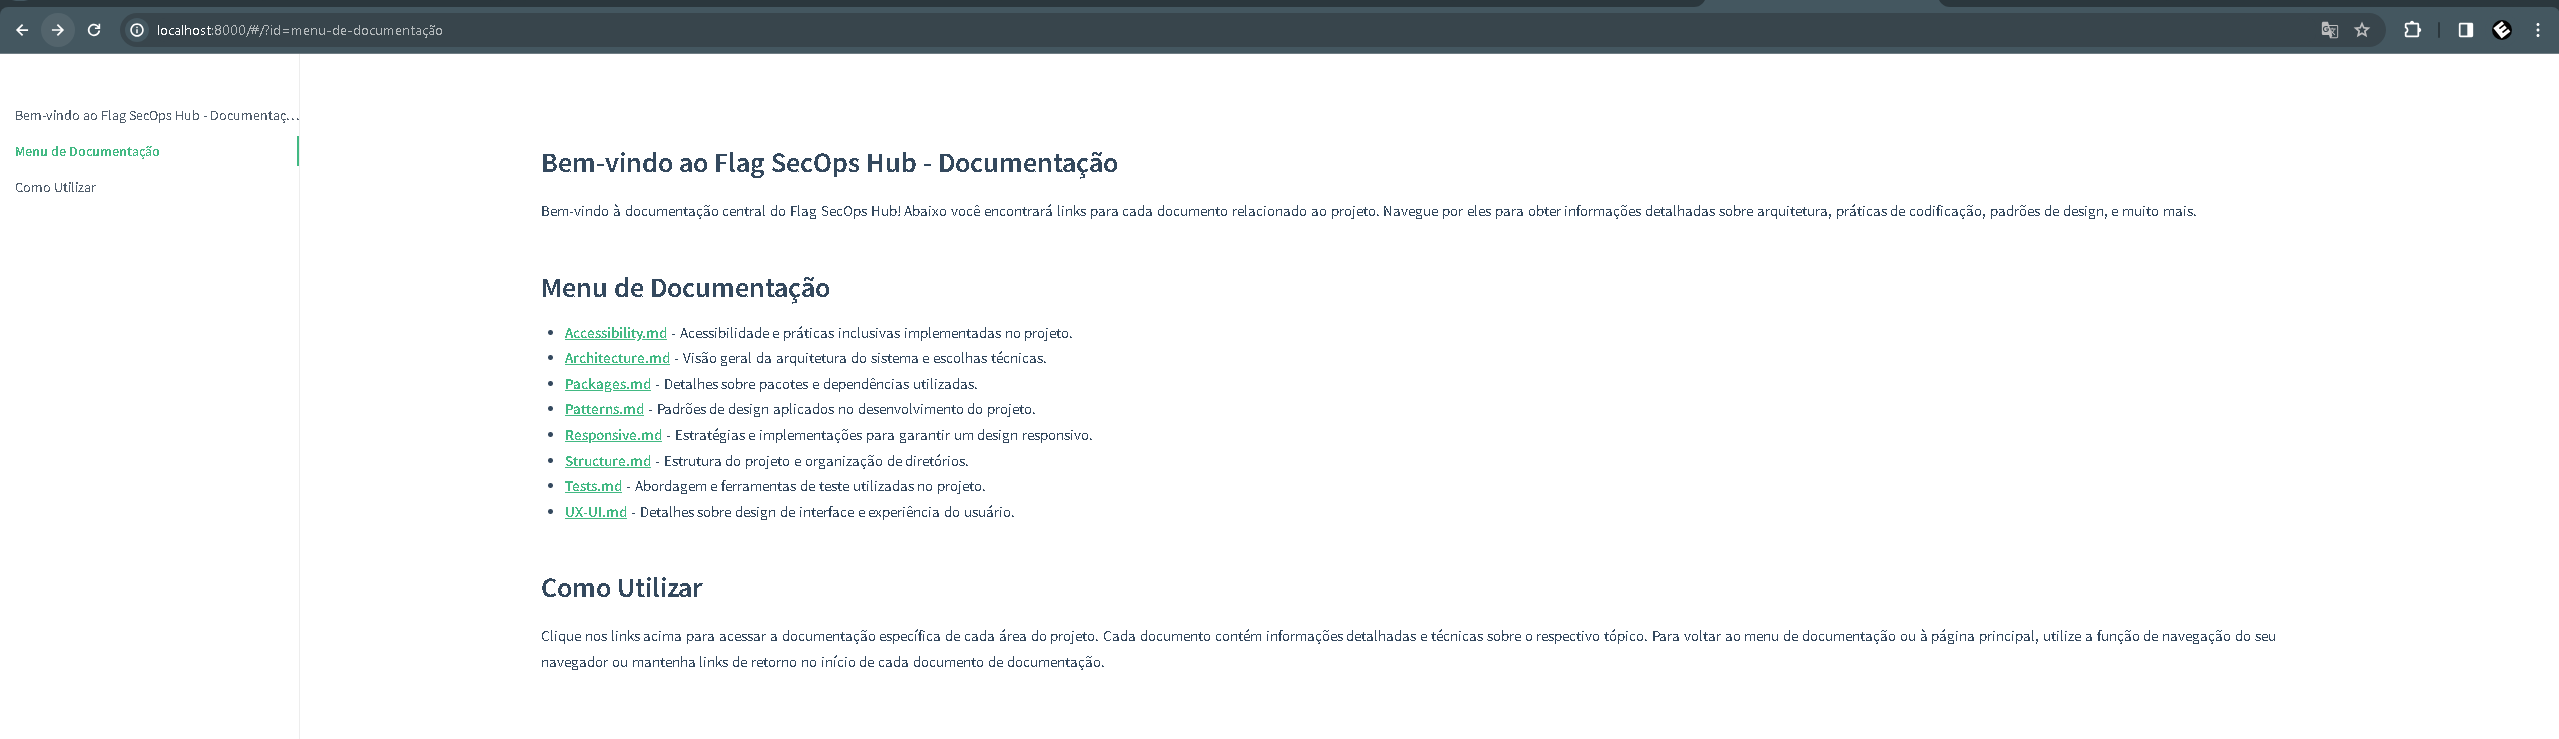 localhost:8000/#/?id=menu-de-documentação
Bem-vindo ao Flag SecOps Hub - Documentaç...
Menu de Documentação
Como Utilizar
Bem-vindo ao Flag SecOps Hub - Documentação
Bem-vindo à documentação central do Flag SecOps Hub! Abaixo você encontrará links para cada documento relacionado ao projeto. Navegue por eles para obter informações detalhadas sobre arquitetura, práticas de codificação, padrões de design, e muito mais.
Menu de Documentação
• Accessibility.md - Acessibilidade e práticas inclusivas implementadas no projeto.
• Architecture.md - Visão geral da arquitetura do sistema e escolhas técnicas.
• Packages.md - Detalhes sobre pacotes e dependências utilizadas.
• Patterns.md - Padrões de design aplicados no desenvolvimento do projeto.
• Responsive.md - Estratégias e implementações para garantir um design responsivo.
• Structure.md - Estrutura do projeto e organização de diretórios.
• Tests.md - Abordagem e ferramentas de teste utilizadas no projeto.
• UX-UI.md - Detalhes sobre design de interface e experiência do usuário.
Como Utilizar
Clique nos links acima para acessar a documentação específica de cada área do projeto. Cada documento contém informações detalhadas e técnicas sobre o respectivo tópico. Para voltar ao menu de documentação ou à página principal, utilize a função de navegação do seu
navegador ou mantenha links de retorno no início de cada documento de documentação.